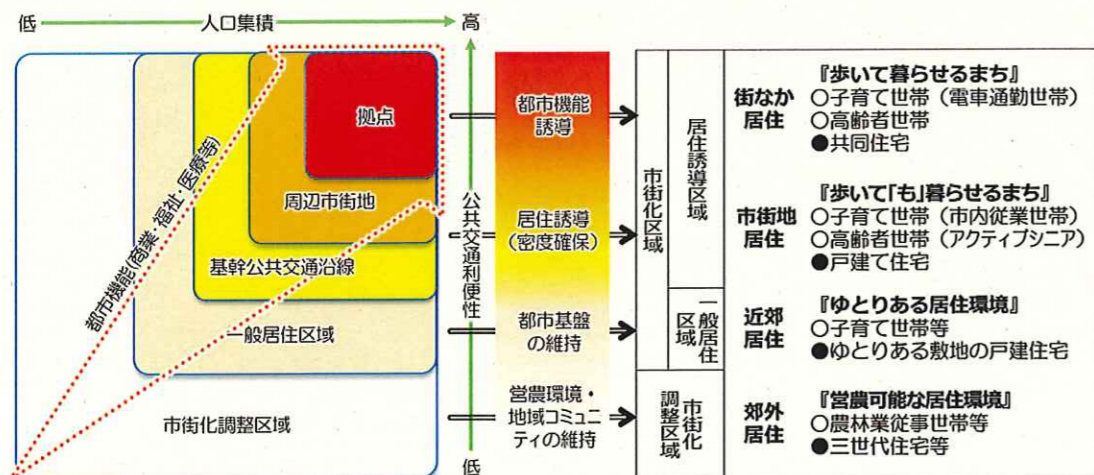 低
人口集積
高
拠点
周辺市街地
基幹公共交通沿線
一般居住区域
市街化調整区域
都市機能(商業・福祉・医療等)
公共交通利便性
低
都市機能
誘導
居住誘導
(密度確保)
都市基盤
の維持
営農環境・
地域コミュニ
ティの維持
市街化区域
居住誘導区域
一般居住
区域
市街化
調整区域
街なか
居住
『歩いて暮らせるまち』
○子育て世帯(電車通勤世帯)
○高齢者世帯
●共同住宅
市街地
居住
『歩いて「も」暮らせるまち』
○子育て世帯(市内従業世帯)
○高齢者世帯(アクティブシニア)
●戸建て住宅
近郊
居住
『ゆとりある居住環境』
○子育て世帯等
●ゆとりある敷地の戸建住宅
郊外
居住
『営農可能な居住環境』
○農林業従事世帯等
●三世代住宅等